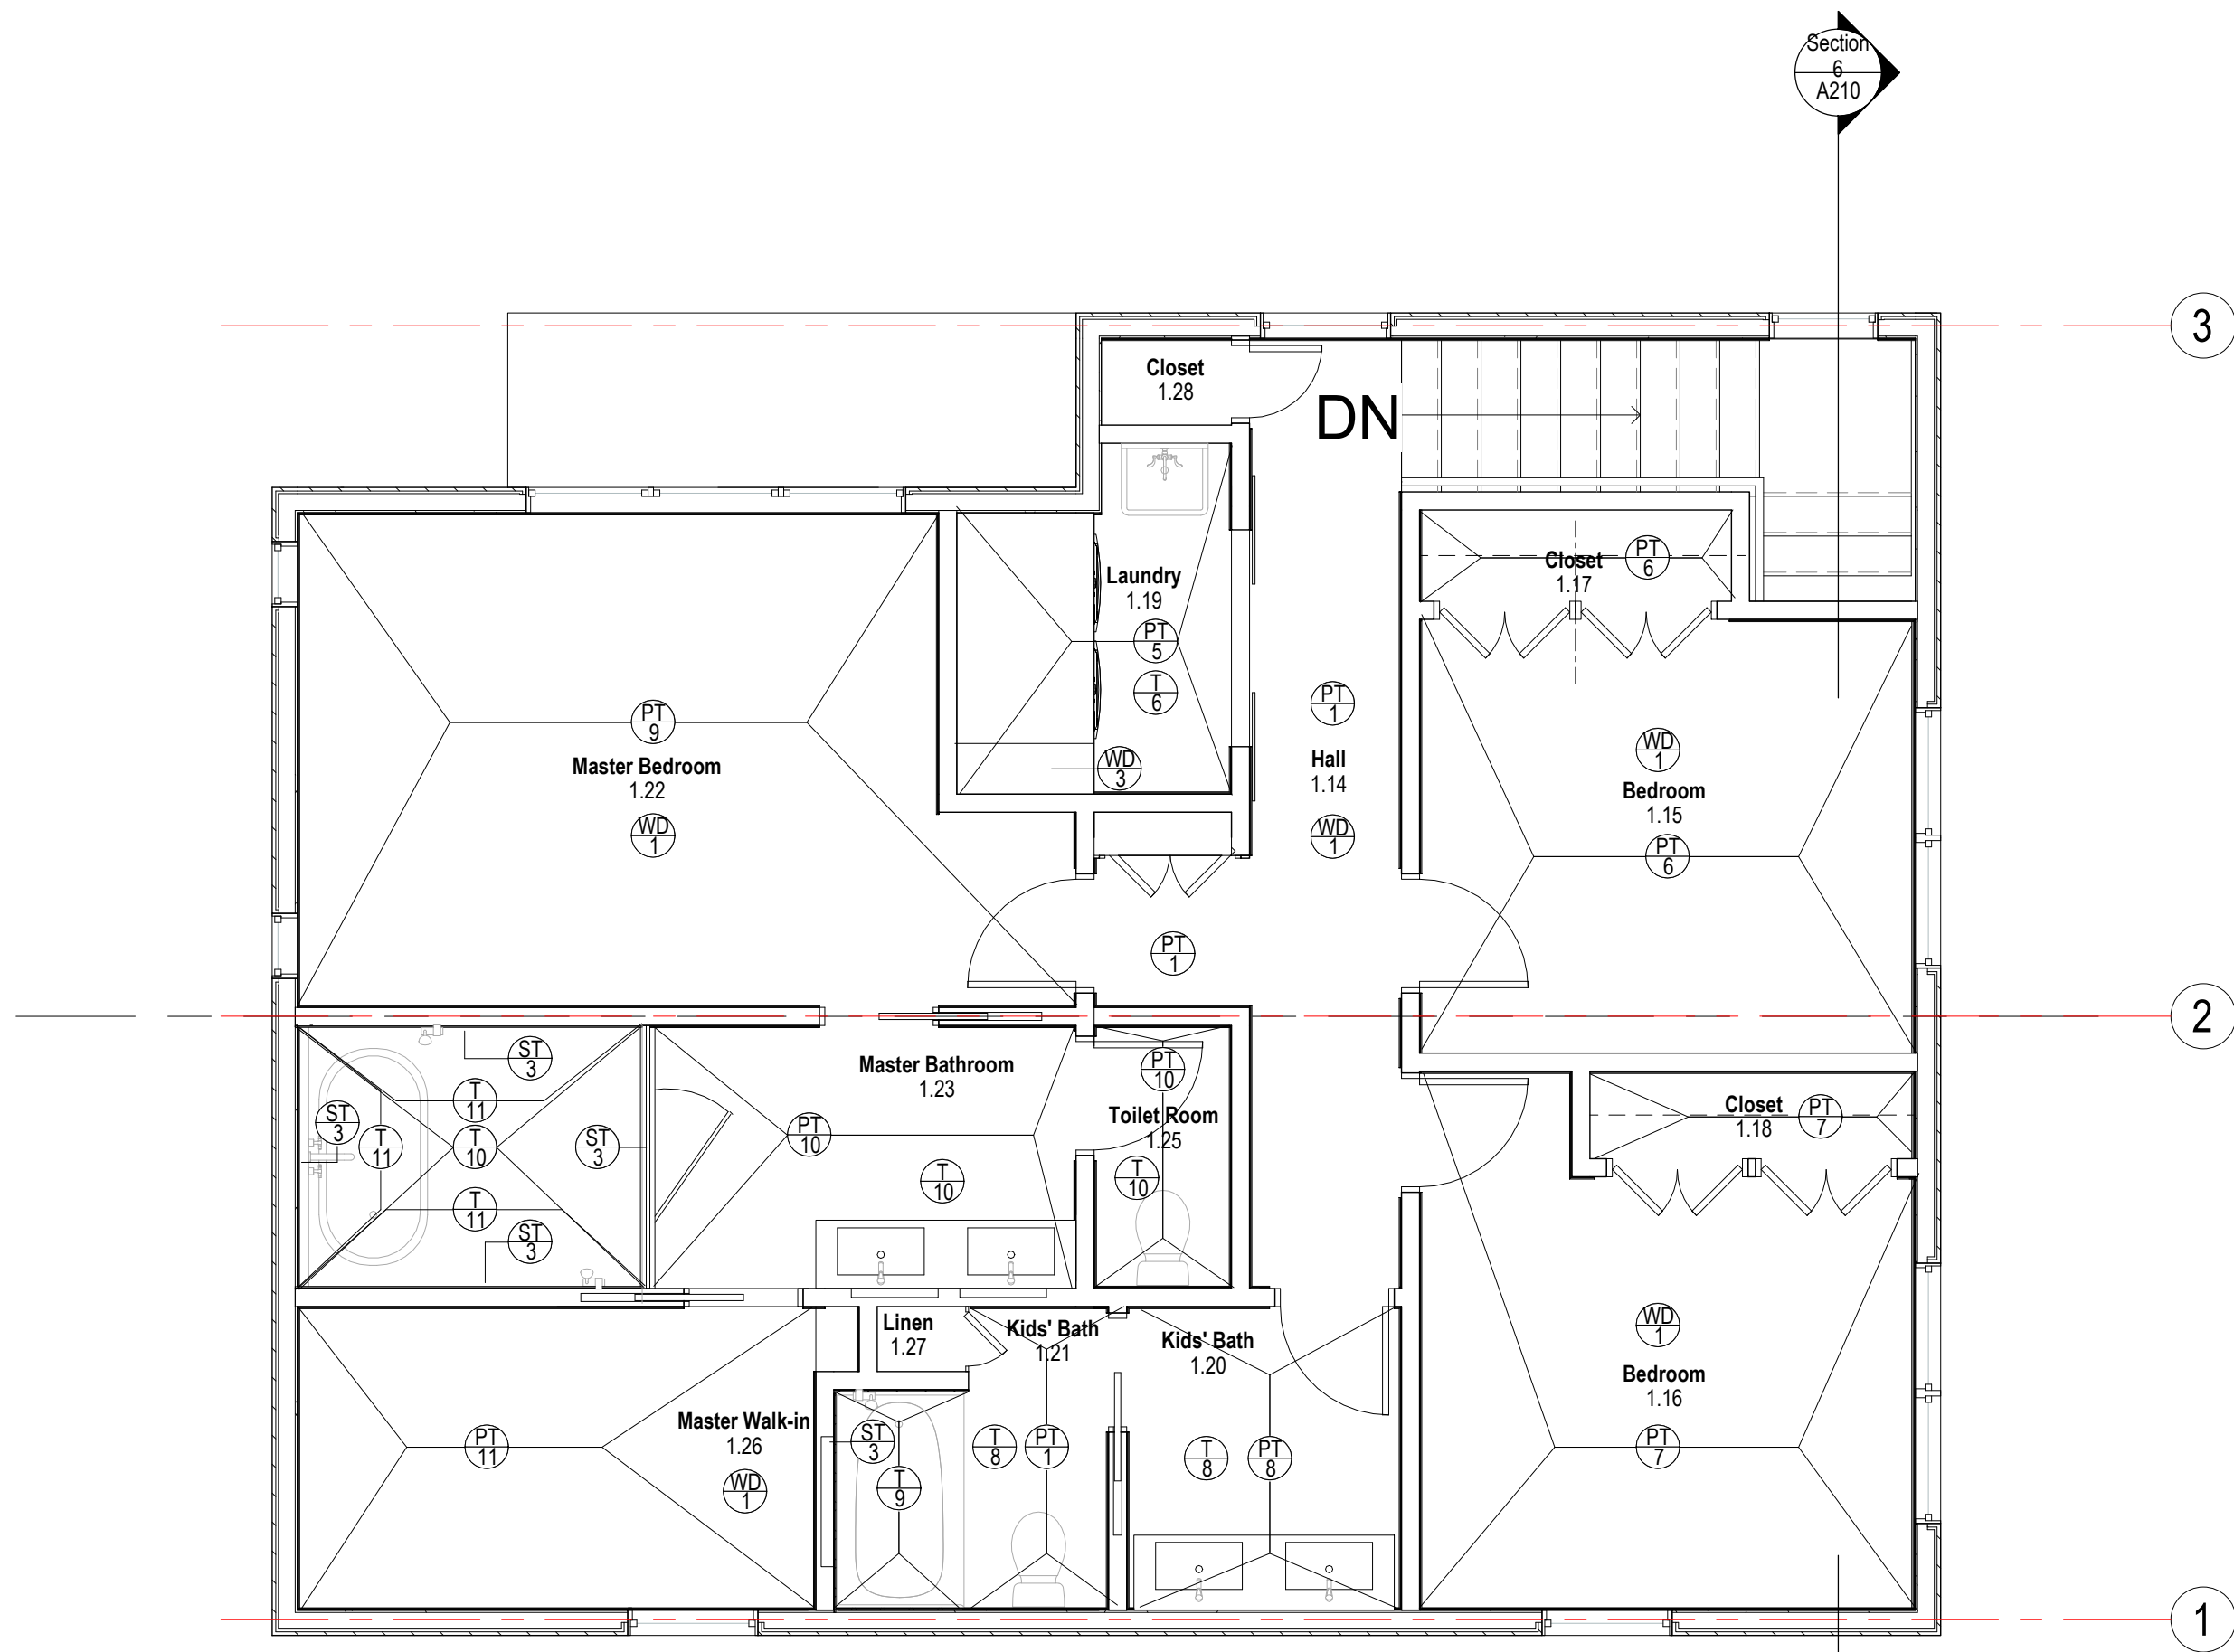 Section
6
A210
3
Closet
1.28
DN
Closet
1.17
PT
6
Laundry
1.19
PT
5
T
6
WD
3
PT
1
Hall
1.14
WD
1
PT
9
Master Bedroom
1.22
WD
1
WD
1
Bedroom
1.15
PT
6
PT
1
2
ST
3
T
11
ST
3
T
11
T
10
ST
3
T
11
ST
3
Master Bathroom
1.23
PT
10
T
10
PT
10
Toilet Room
1.25
T
10
Closet
1.18
PT
7
Linen
1.27
Kids' Bath
1.21
Kids' Bath
1.20
WD
1
Bedroom
1.16
PT
7
PT
11
Master Walk-in
1.26
WD
1
ST
3
T
9
T
8
PT
1
T
8
PT
8
1